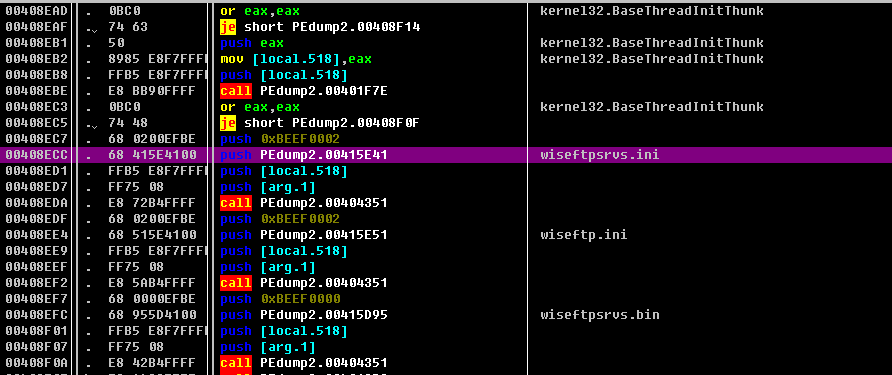 00408EAD . 0BC0 or eax,eax kernel32.BaseThreadInitThunk
00408EAF .⌄ 74 63 je short PEdump2.00408F14
00408EB1 . 50 push eax kernel32.BaseThreadInitThunk
00408EB2 . 8985 E8F7FFFF mov [local.518],eax kernel32.BaseThreadInitThunk
00408EB8 . FFB5 E8F7FFFF push [local.518]
00408EBE . E8 BB90FFFF call PEdump2.00401F7E
00408EC3 . 0BC0 or eax,eax kernel32.BaseThreadInitThunk
00408EC5 .⌄ 74 48 je short PEdump2.00408F0F
00408EC7 . 68 0200EFBE push 0xBEEF0002
00408ECC . 68 415E4100 push PEdump2.00415E41 wiseftpsrvs.ini
00408ED1 . FFB5 E8F7FFFF push [local.518]
00408ED7 . FF75 08 push [arg.1]
00408EDA . E8 72B4FFFF call PEdump2.00404351
00408EDF . 68 0200EFBE push 0xBEEF0002
00408EE4 . 68 515E4100 push PEdump2.00415E51 wiseftp.ini
00408EE9 . FFB5 E8F7FFFF push [local.518]
00408EEF . FF75 08 push [arg.1]
00408EF2 . E8 5AB4FFFF call PEdump2.00404351
00408EF7 . 68 0000EFBE push 0xBEEF0000
00408EFC . 68 955D4100 push PEdump2.00415D95 wiseftpsrvs.bin
00408F01 . FFB5 E8F7FFFF push [local.518]
00408F07 . FF75 08 push [arg.1]
00408F0A . E8 42B4FFFF call PEdump2.00404351